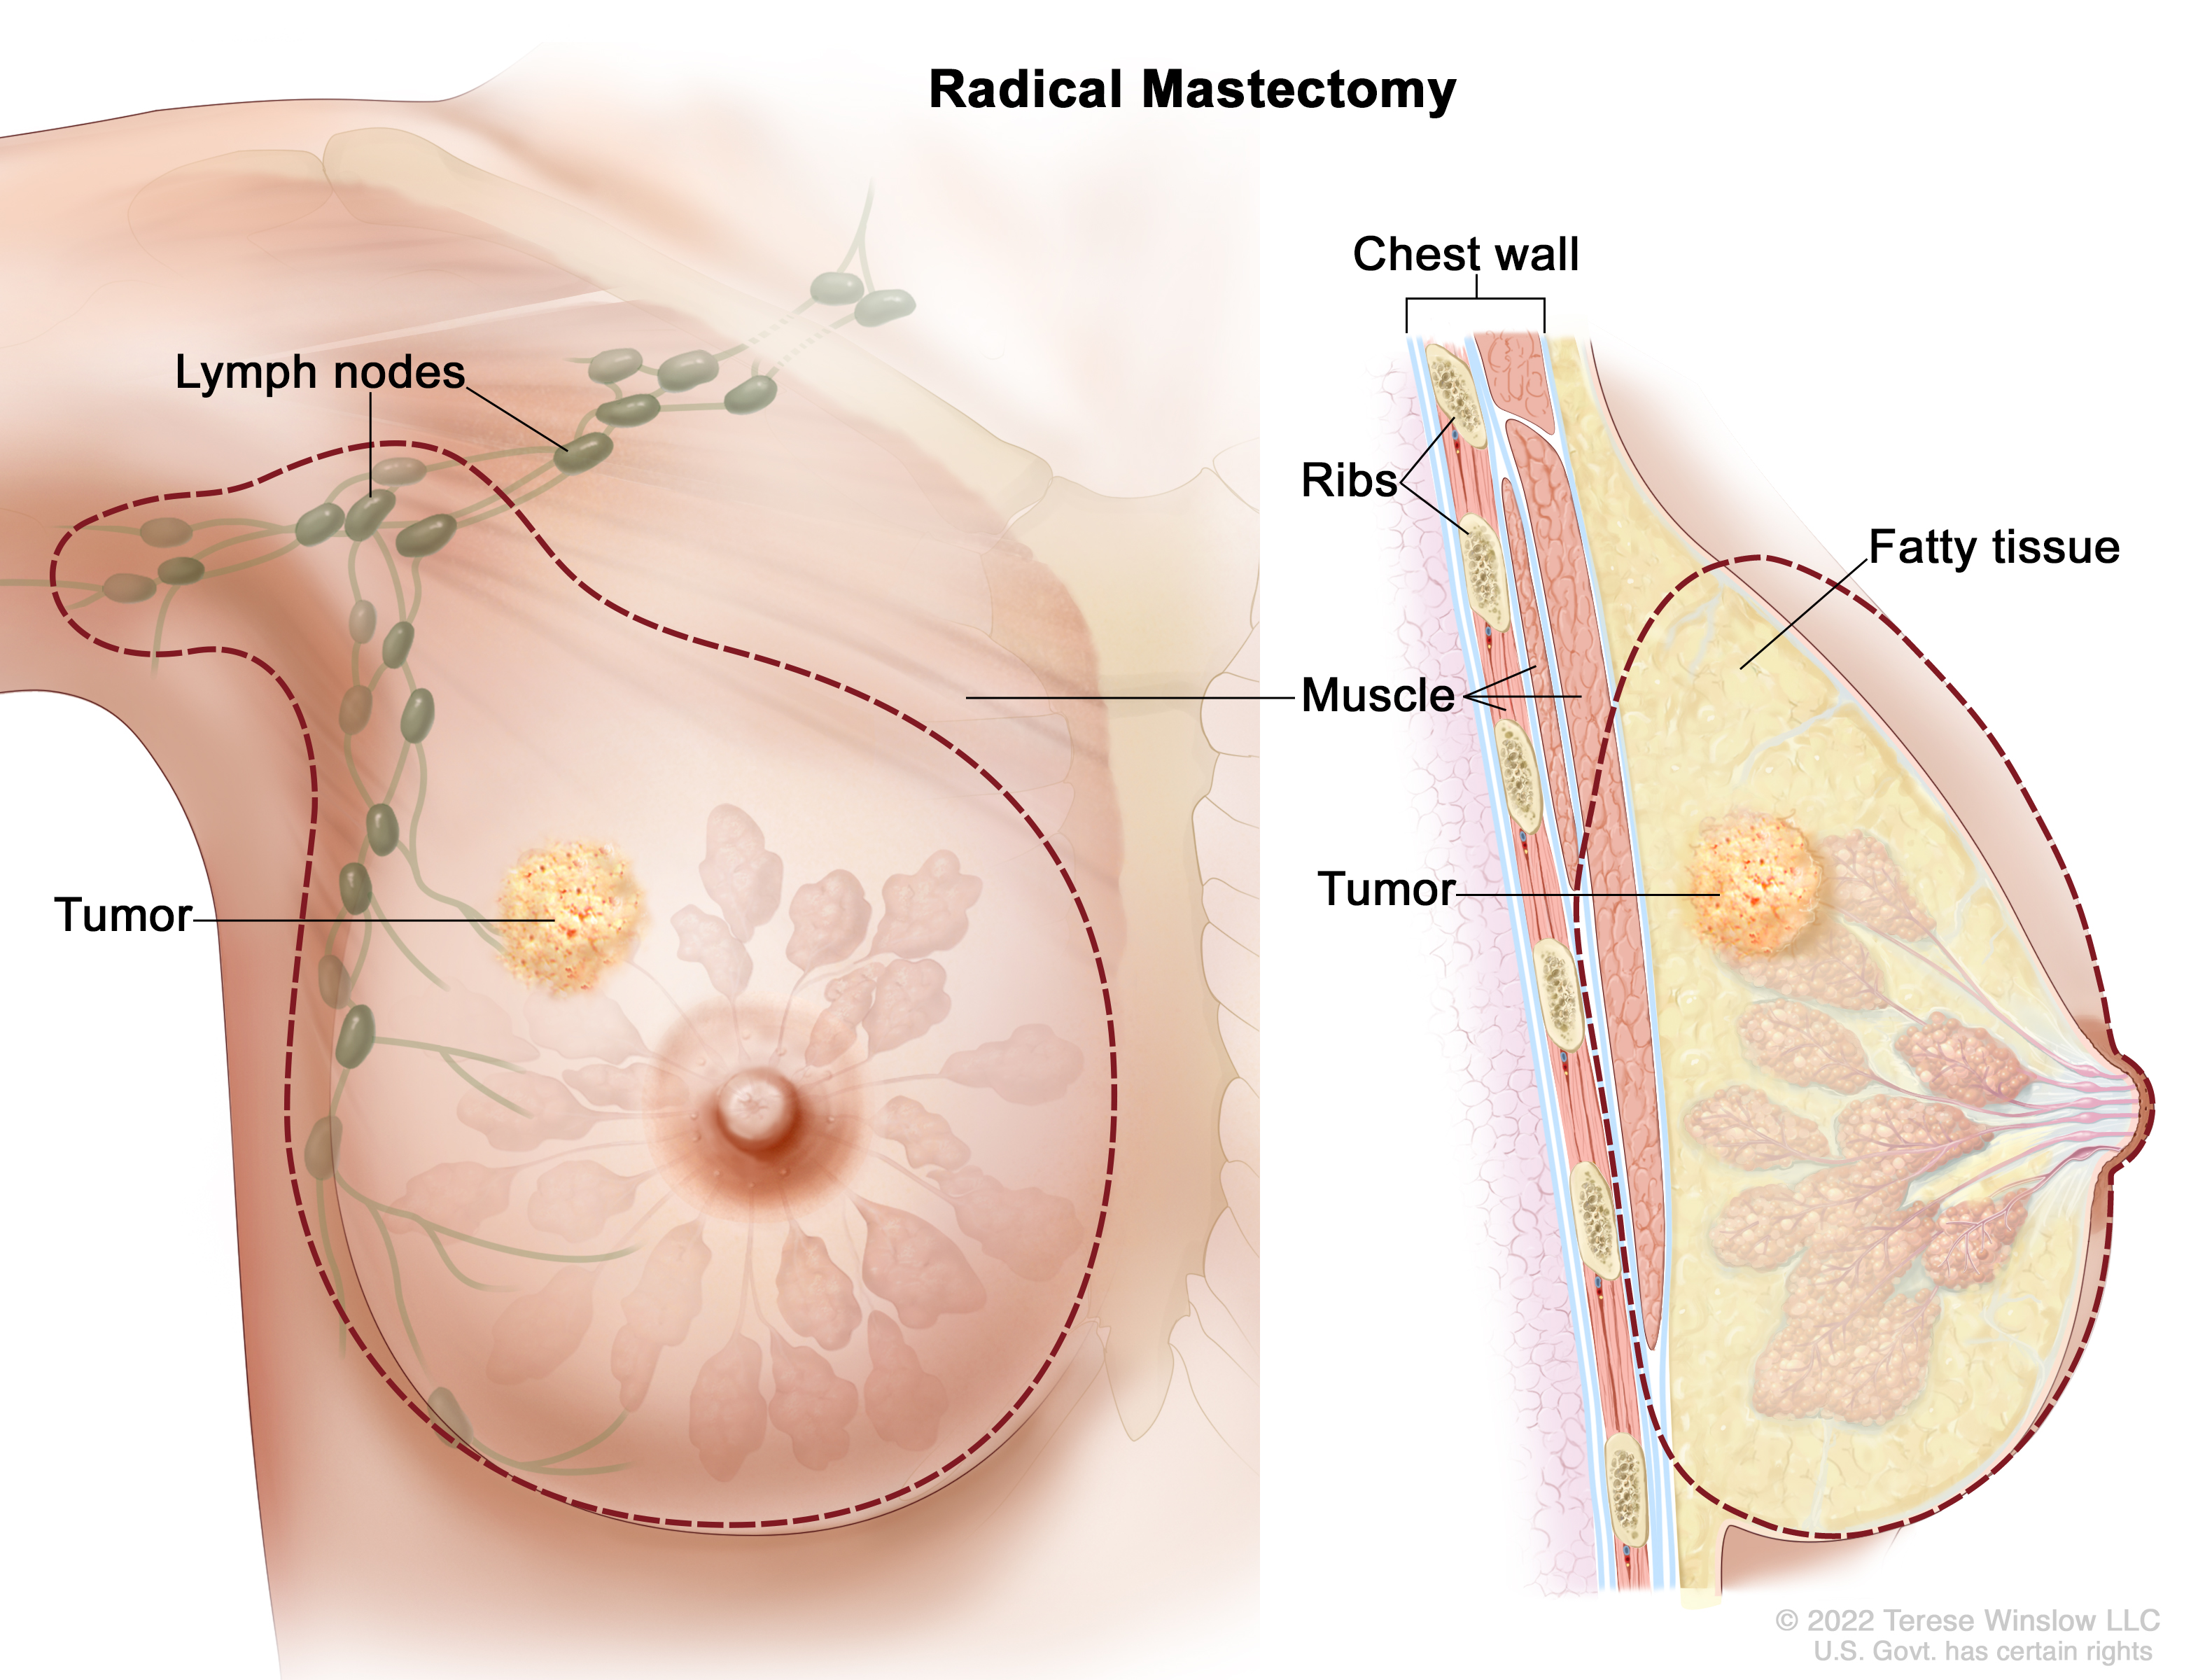 Radical Mastectomy
Chest wall
Lymph nodes
Ribs
Fatty tissue
Muscle
Tumor
Tumor
© 2022 Terese Winslow LLC
U.S. Govt. has certain rights